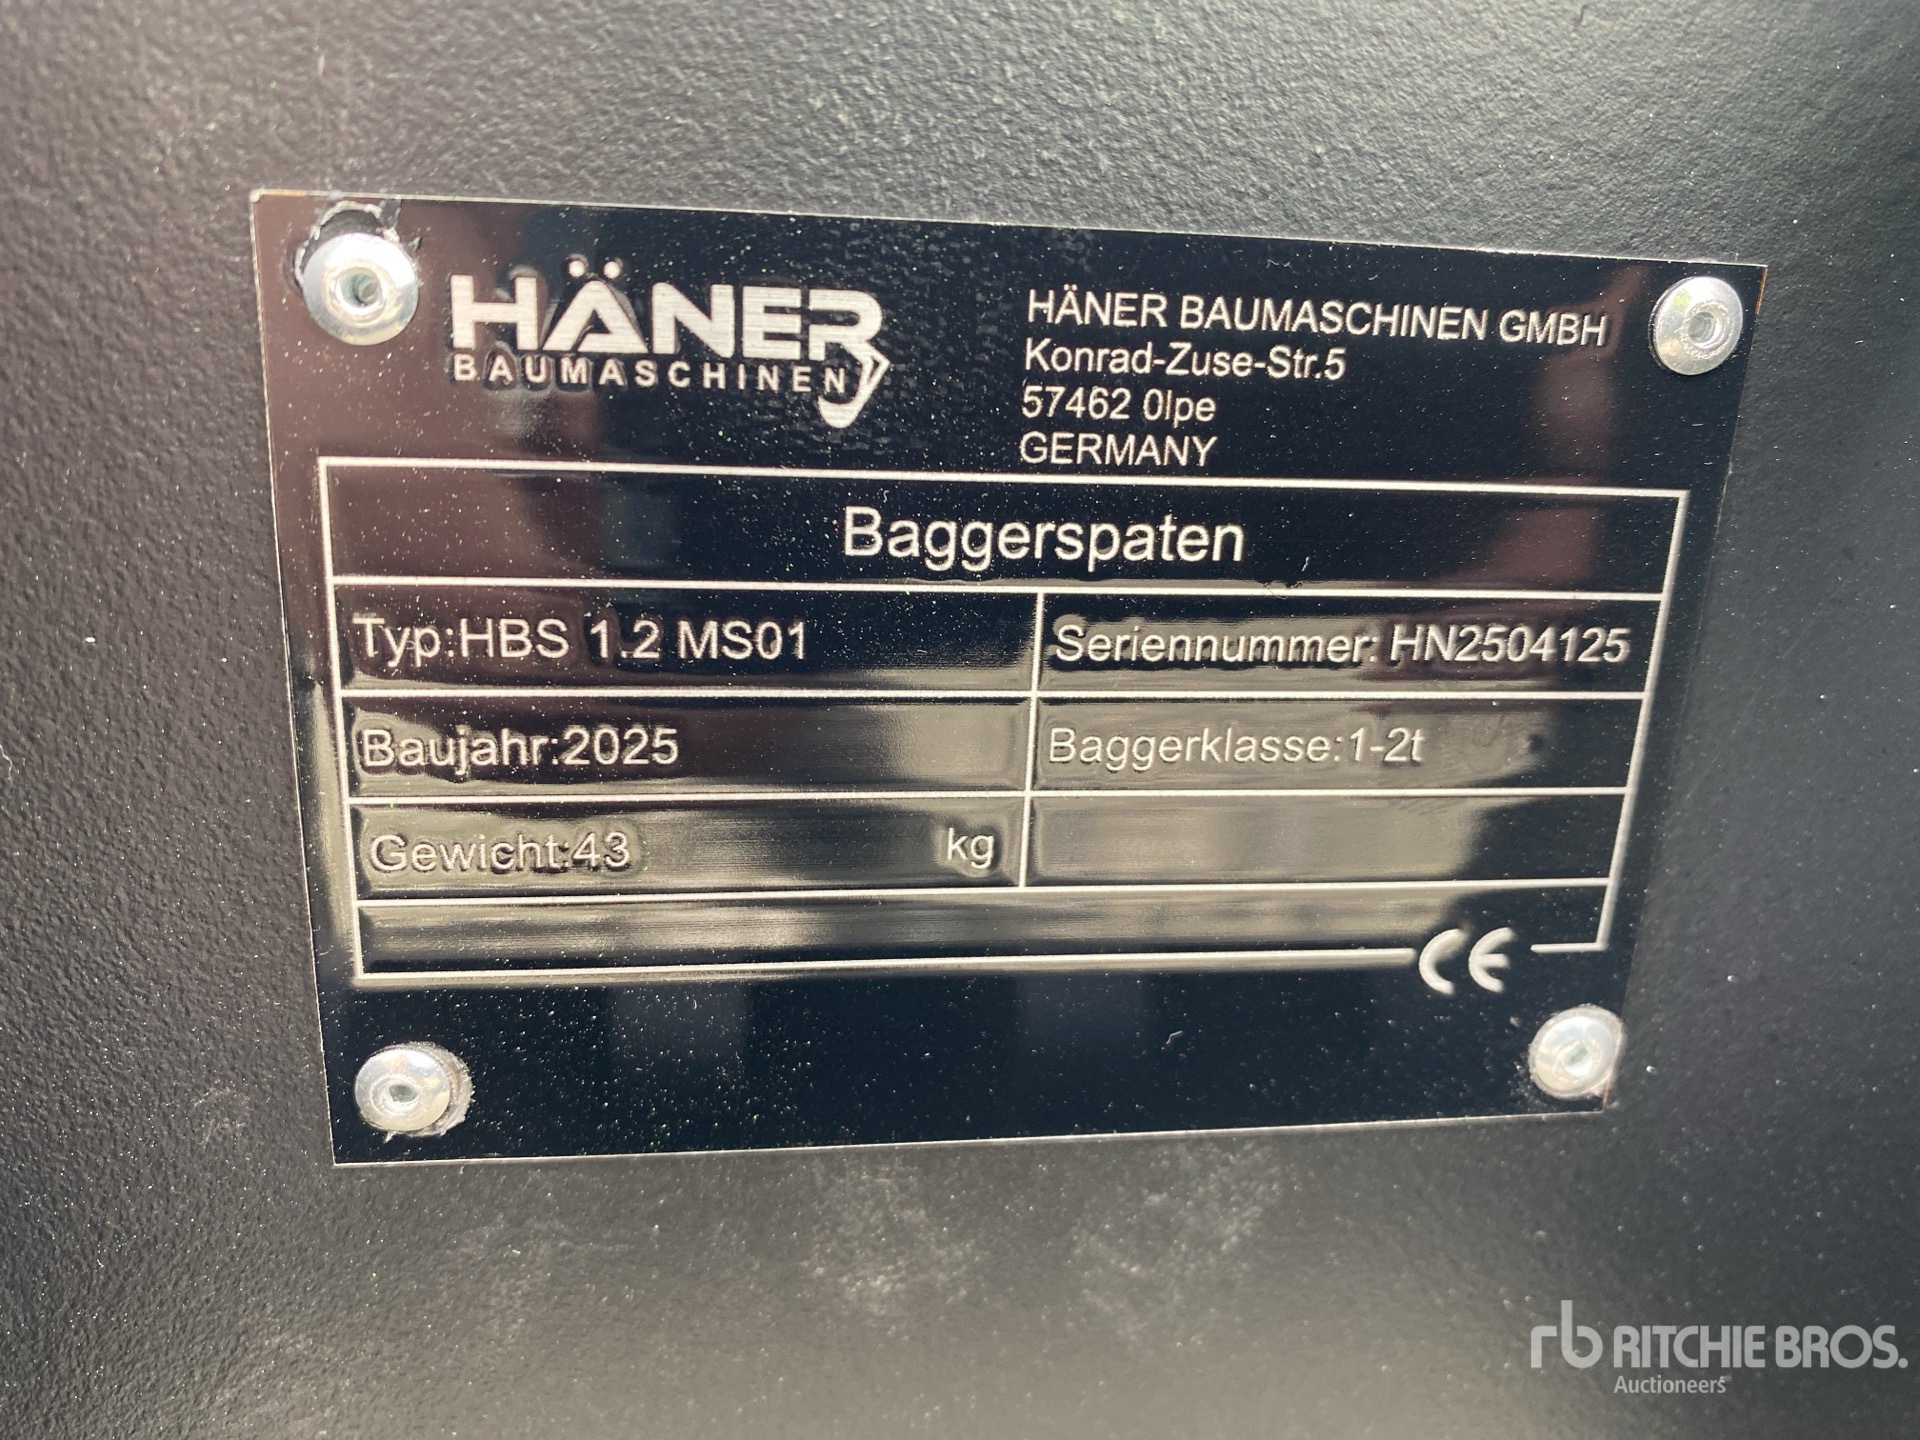 HÄNER
BAUMASCHINEN
HÄNER BAUMASCHINEN GMBH
Konrad-Zuse-Str.5
57462 0lpe
GERMANY
Baggerspaten
Typ:HBS 1.2 MS01
Seriennummer: HN2504125
Baujahr:2025
Baggerklasse:1-2t
Gewicht:43 kg
CE
rb RITCHIE BROS.
Auctioneers